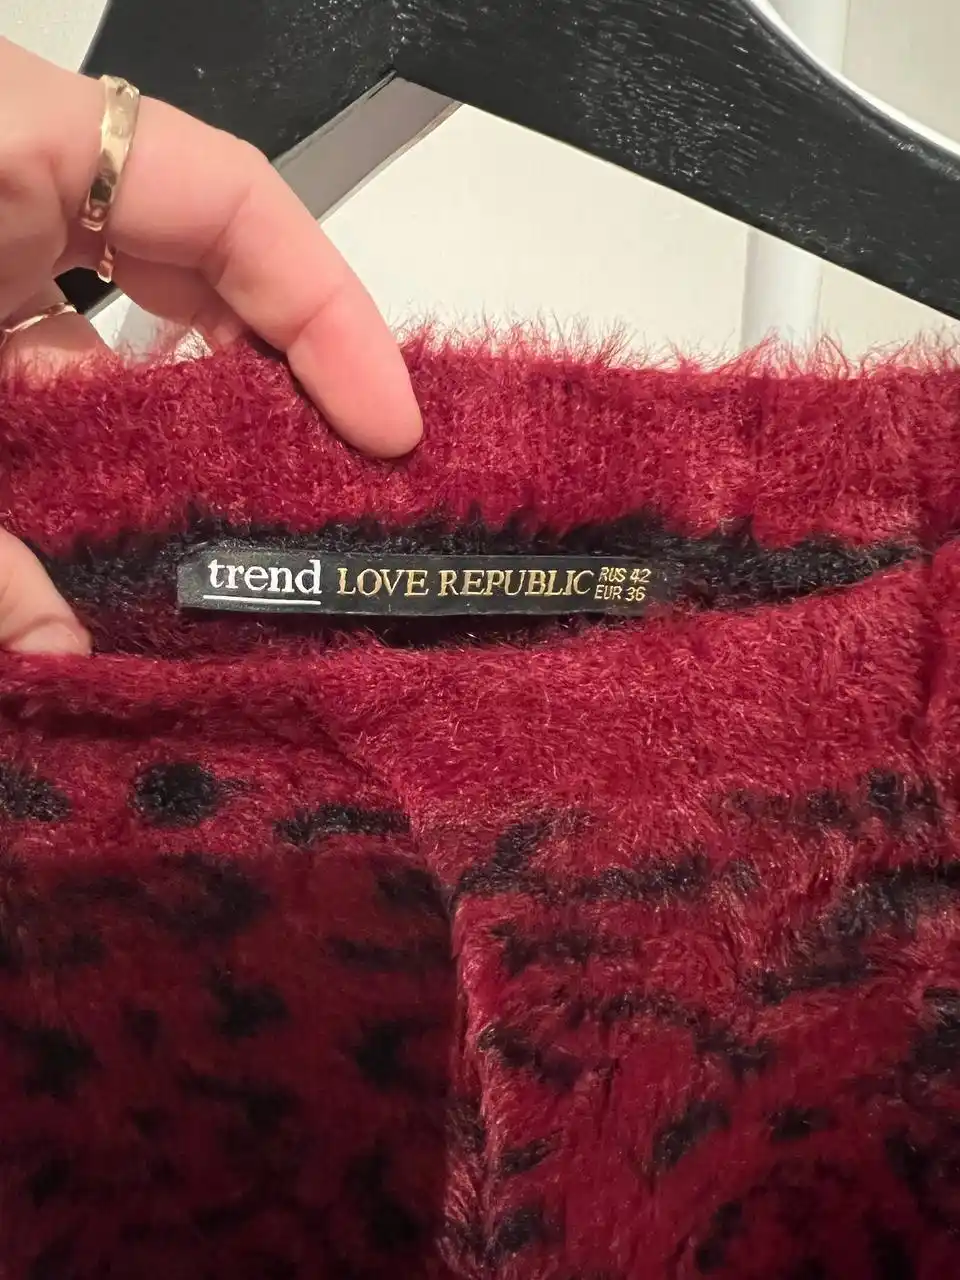 trend LOVE REPUBLIC RUS 42
EUR 36